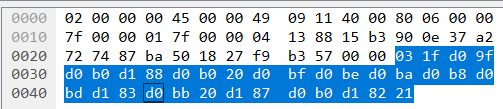 0000 02 00 00 00 45 00 00 49 09 11 40 00 80 06 00 00
0010 7f 00 00 01 7f 00 00 04 13 88 15 b3 90 0e 37 a2
0020 72 74 87 ba 50 18 27 f9 b3 57 00 00 03 1f d0 9f
0030 d0 b0 d1 88 d0 b0 20 d0 bf d0 be d0 ba d0 b8 d0
0040 bd d1 83 d0 bb 20 d1 87 d0 b0 d1 82 21